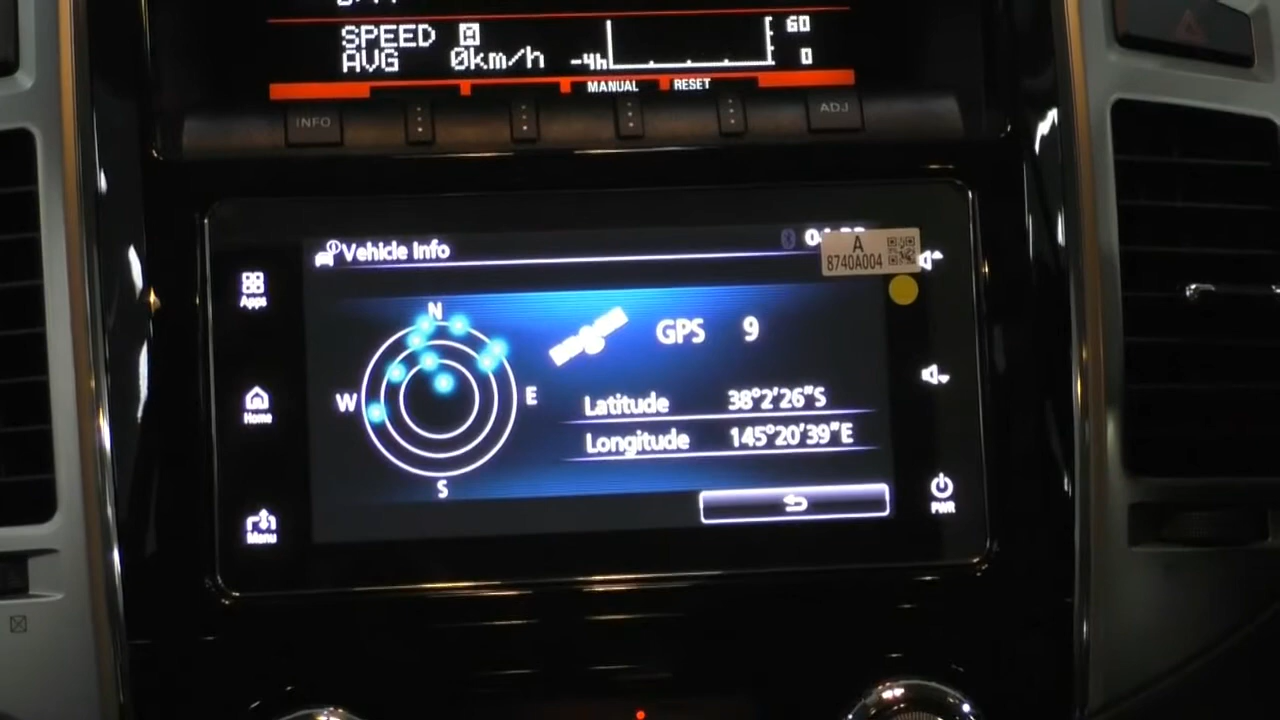 SPEED
AVG 0km/h -4h 60 0
MANUAL RESET
INFO ADJ
Vehicle Info
A
8740A004
Apps
N
GPS 9
W E
Latitude 38°2'26"S
Home
Longitude 145°20'39"E
S
PWR
Menu